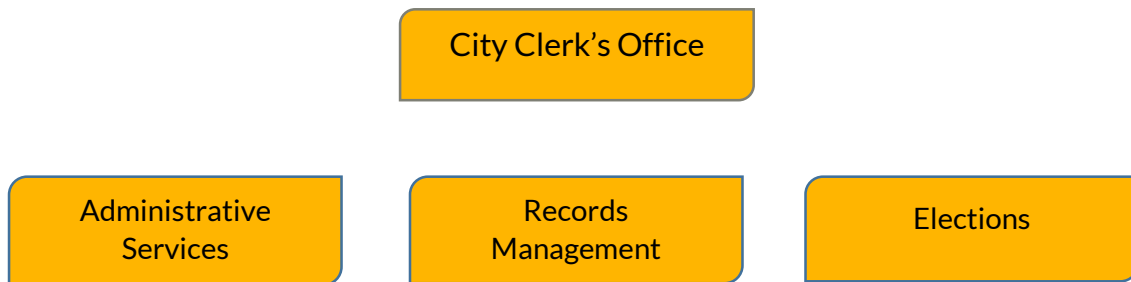 City Clerk’s Office
Administrative
Services
Records
Management
Elections